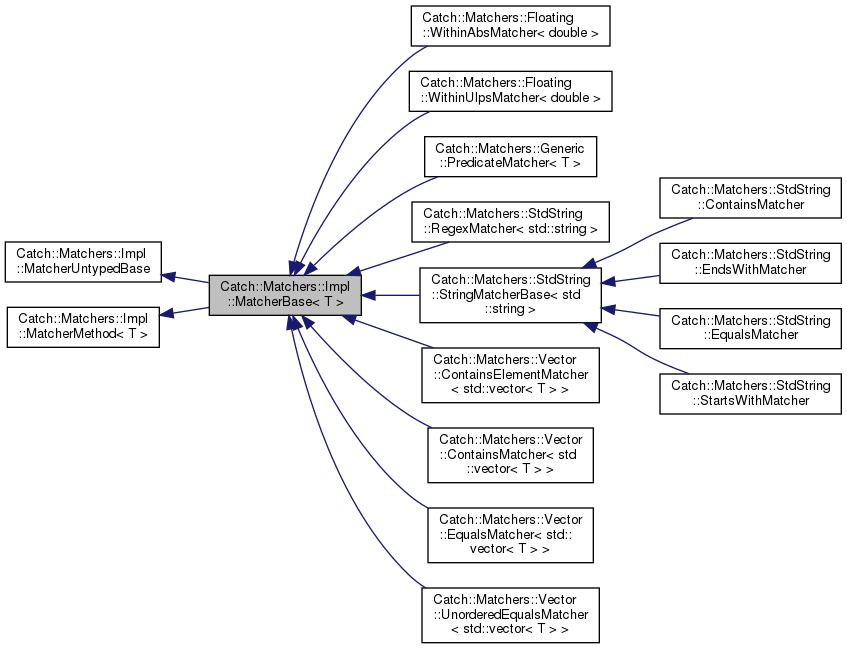 Catch::Matchers::Impl
::MatcherUntypedBase
Catch::Matchers::Impl
::MatcherMethod< T >
Catch::Matchers::Impl
::MatcherBase< T >
Catch::Matchers::Floating
::WithinAbsMatcher< double >
Catch::Matchers::Floating
::WithinUlpsMatcher< double >
Catch::Matchers::Generic
::PredicateMatcher< T >
Catch::Matchers::StdString
::RegexMatcher< std::string >
Catch::Matchers::StdString
::StringMatcherBase< std
::string >
Catch::Matchers::Vector
::ContainsElementMatcher
< std::vector< T > >
Catch::Matchers::Vector
::ContainsMatcher< std
::vector< T > >
Catch::Matchers::Vector
::EqualsMatcher< std::
vector< T > >
Catch::Matchers::Vector
::UnorderedEqualsMatcher
< std::vector< T > >
Catch::Matchers::StdString
::ContainsMatcher
Catch::Matchers::StdString
::EndsWithMatcher
Catch::Matchers::StdString
::EqualsMatcher
Catch::Matchers::StdString
::StartsWithMatcher